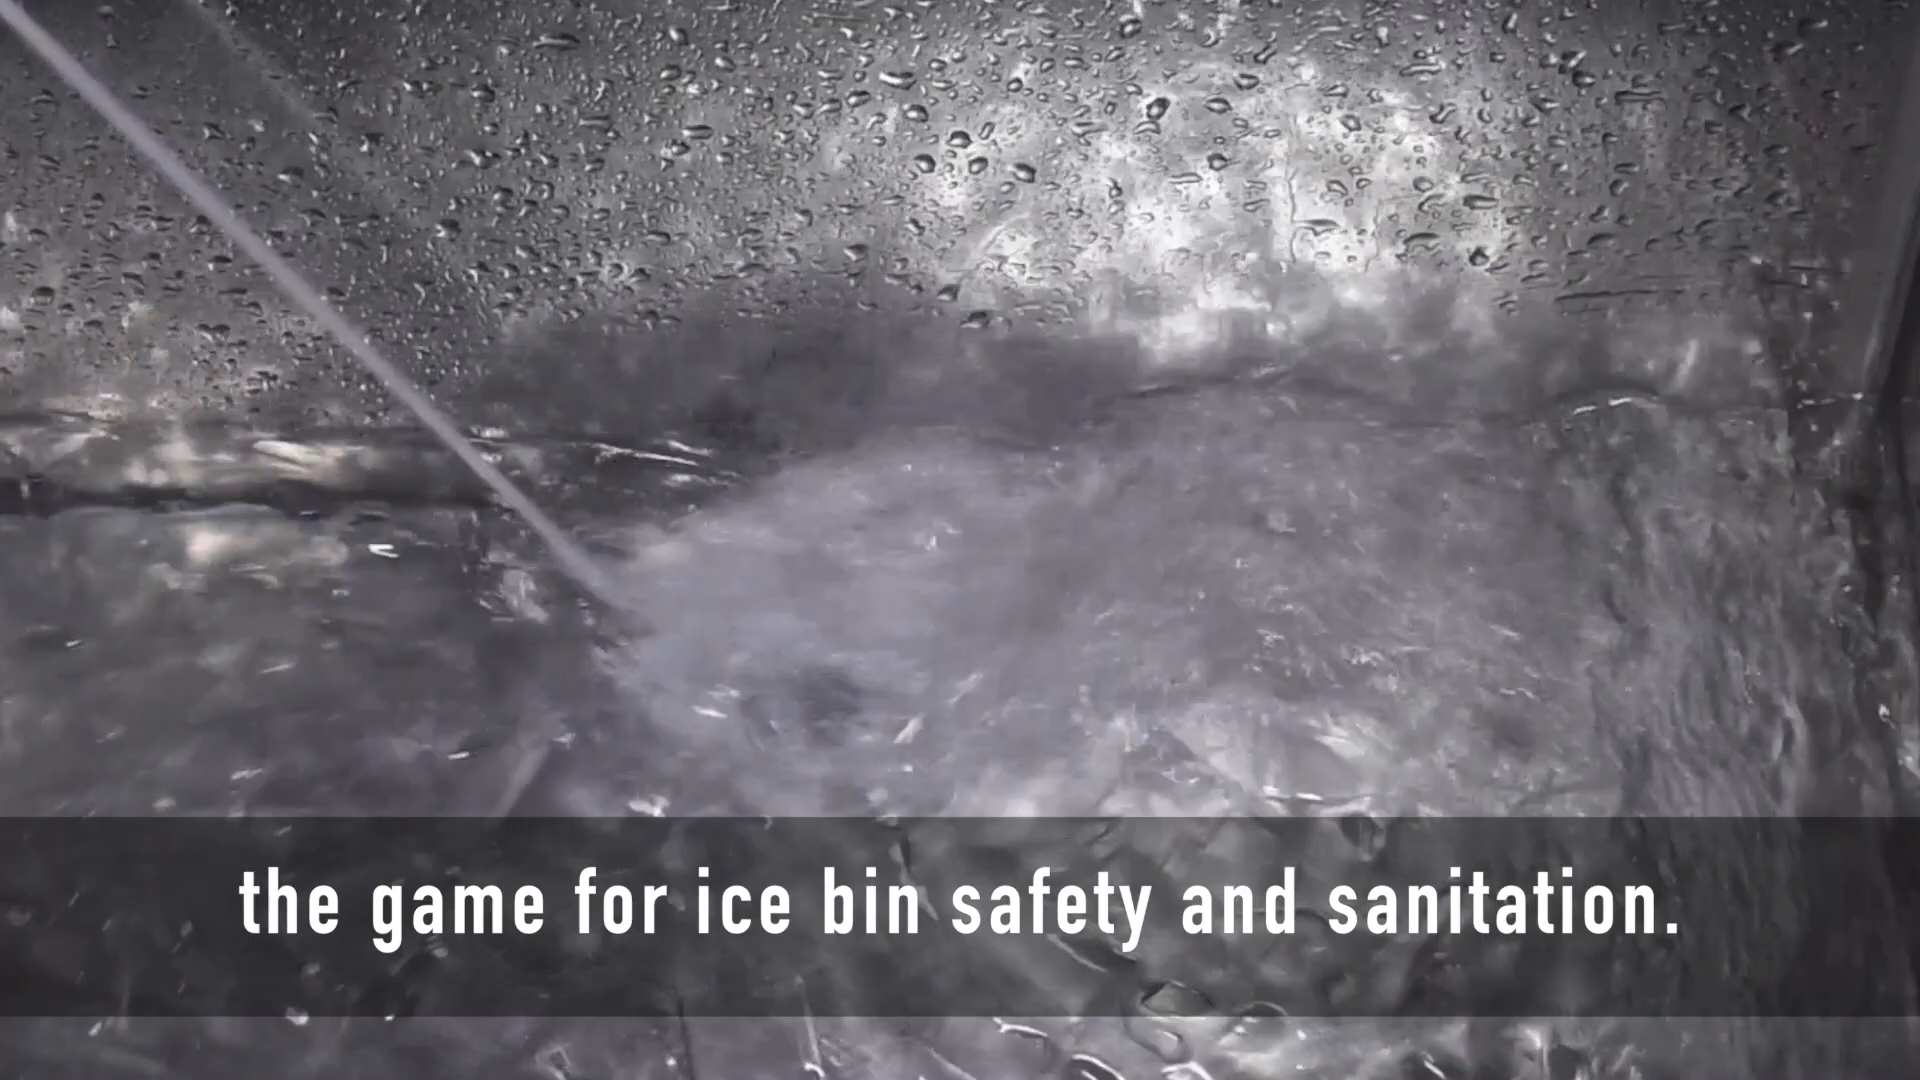 the game for ice bin safety and sanitation.